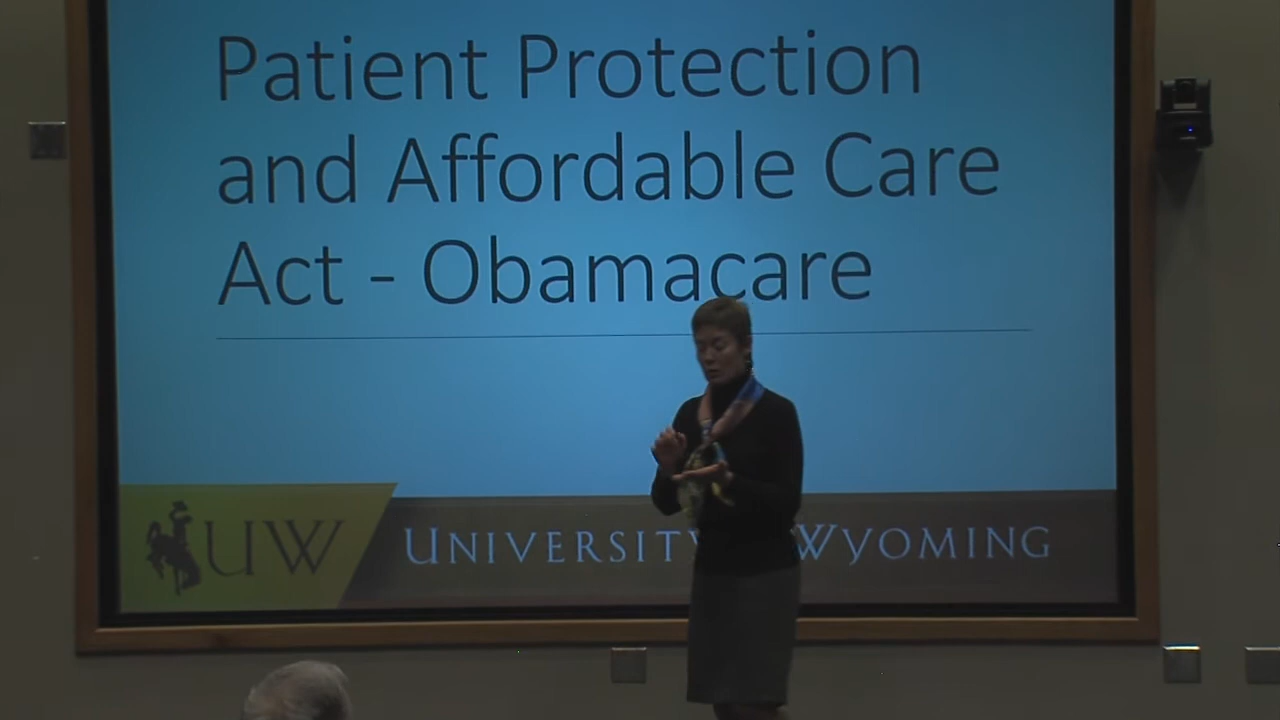 Patient Protection
and Affordable Care
Act - Obamacare
UW UNIVERSITY WYOMING